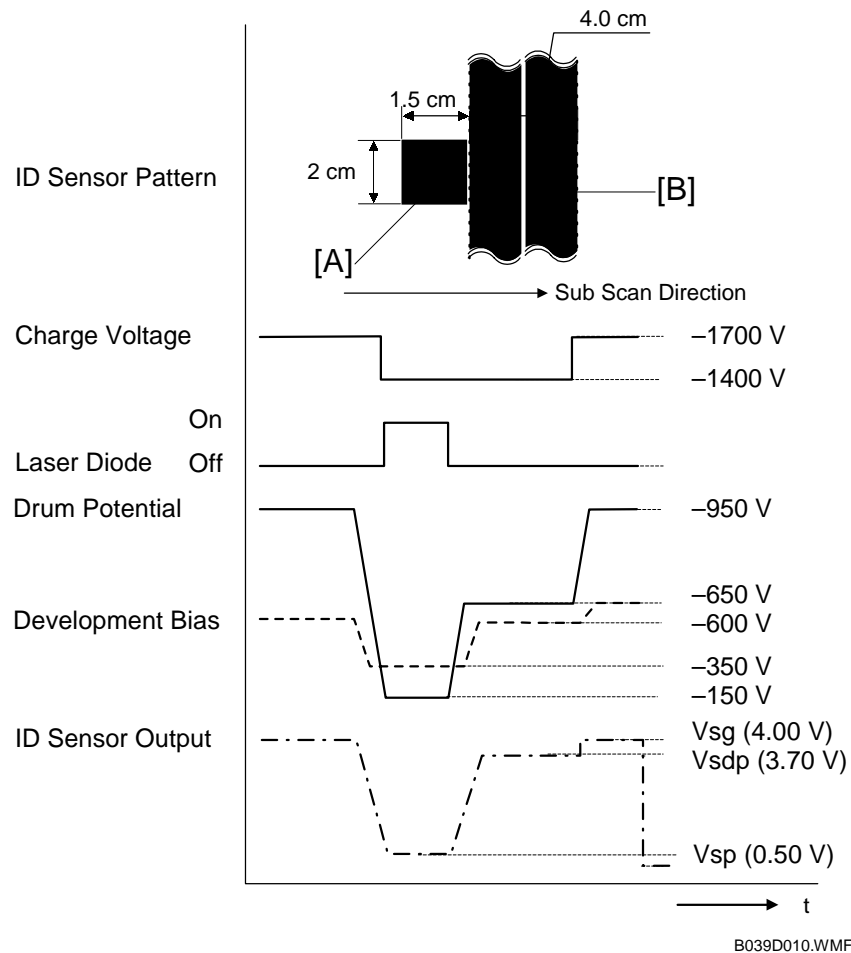 4.0 cm
1.5 cm
ID Sensor Pattern
2 cm
[B]
[A]
Sub Scan Direction
Charge Voltage
–1700 V
–1400 V
On
Laser Diode Off
Drum Potential
–950 V
–650 V
Development Bias
–600 V
–350 V
–150 V
ID Sensor Output
Vsg (4.00 V)
Vsdp (3.70 V)
Vsp (0.50 V)
t
B039D010.WMF